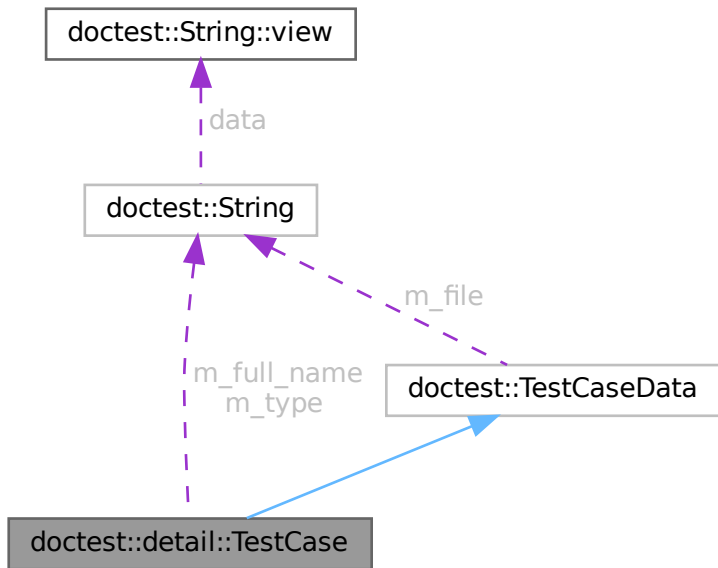 doctest::String::view
data
doctest::String
m_file
m_full_name
m_type
doctest::TestCaseData
doctest::detail::TestCase